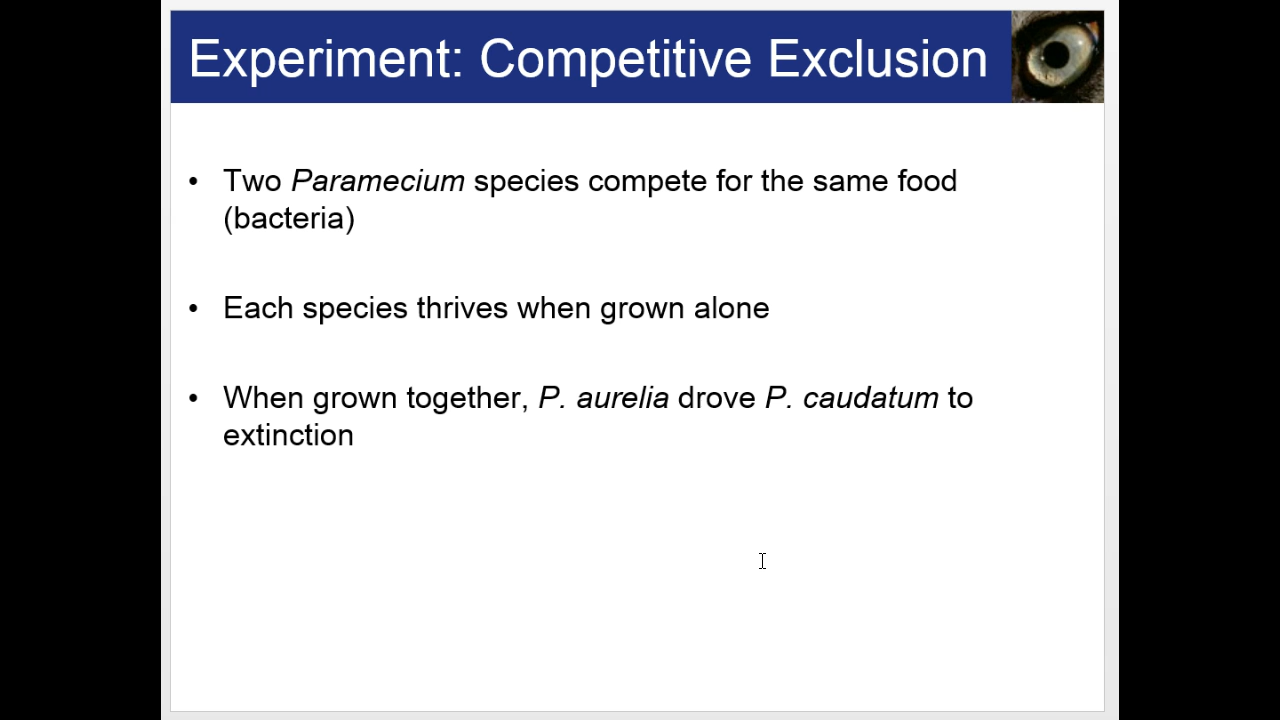 Experiment: Competitive Exclusion
• Two Paramecium species compete for the same food
(bacteria)
• Each species thrives when grown alone
• When grown together, P. aurelia drove P. caudatum to
extinction